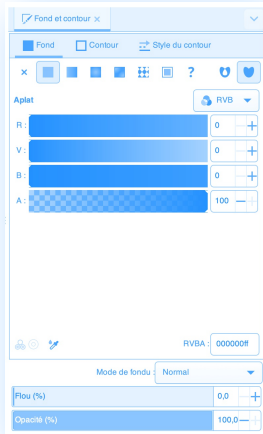 Fond et contour ×
Fond Contour Style du contour
?
Aplat RVB
R : 0
V : 0
B : 0
A : 100
RVBA : 000000ff
Mode de fondu : Normal
Flou (%) 0,0
Opacité (%) 100,0